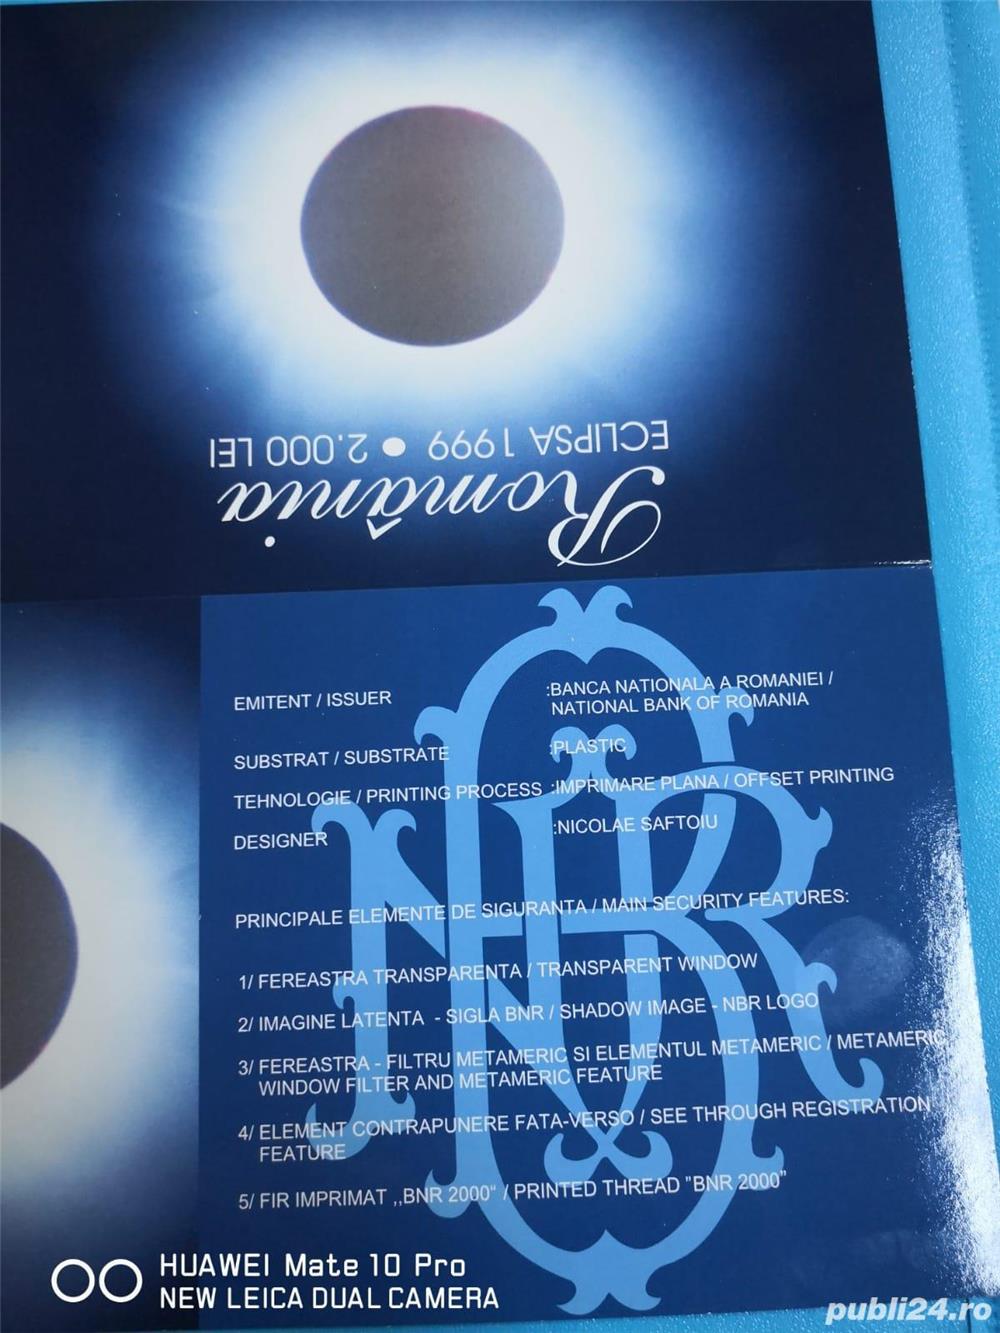 România
ECLIPSA 1999 ● 2.000 LEI
EMITENT / ISSUER :BANCA NATIONALA A ROMANIEI /
NATIONAL BANK OF ROMANIA
SUBSTRAT / SUBSTRATE :PLASTIC
TEHNOLOGIE / PRINTING PROCESS :IMPRIMARE PLANA / OFFSET PRINTING
DESIGNER :NICOLAE SAFTOIU
PRINCIPALE ELEMENTE DE SIGURANTA / MAIN SECURITY FEATURES:
1/ FEREASTRA TRANSPARENTA / TRANSPARENT WINDOW
2/ IMAGINE LATENTA - SIGLA BNR / SHADOW IMAGE - NBR LOGO
3/ FEREASTRA - FILTRU METAMERIC SI ELEMENTUL METAMERIC / METAMERIC
WINDOW FILTER AND METAMERIC FEATURE
4/ ELEMENT CONTRAPUNERE FATA-VERSO / SEE THROUGH REGISTRATION
FEATURE
5/ FIR IMPRIMAT ,,BNR 2000“ / PRINTED THREAD "BNR 2000"
HUAWEI Mate 10 Pro
NEW LEICA DUAL CAMERA
publi24.ro